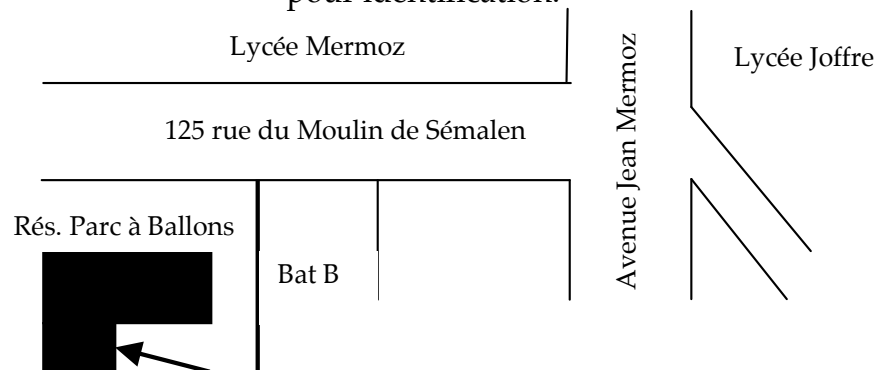 pour identification.
Lycée Mermoz
Lycée Joffre
125 rue du Moulin de Sémalen
Avenue Jean Mermoz
Rés. Parc à Ballons
Bat B